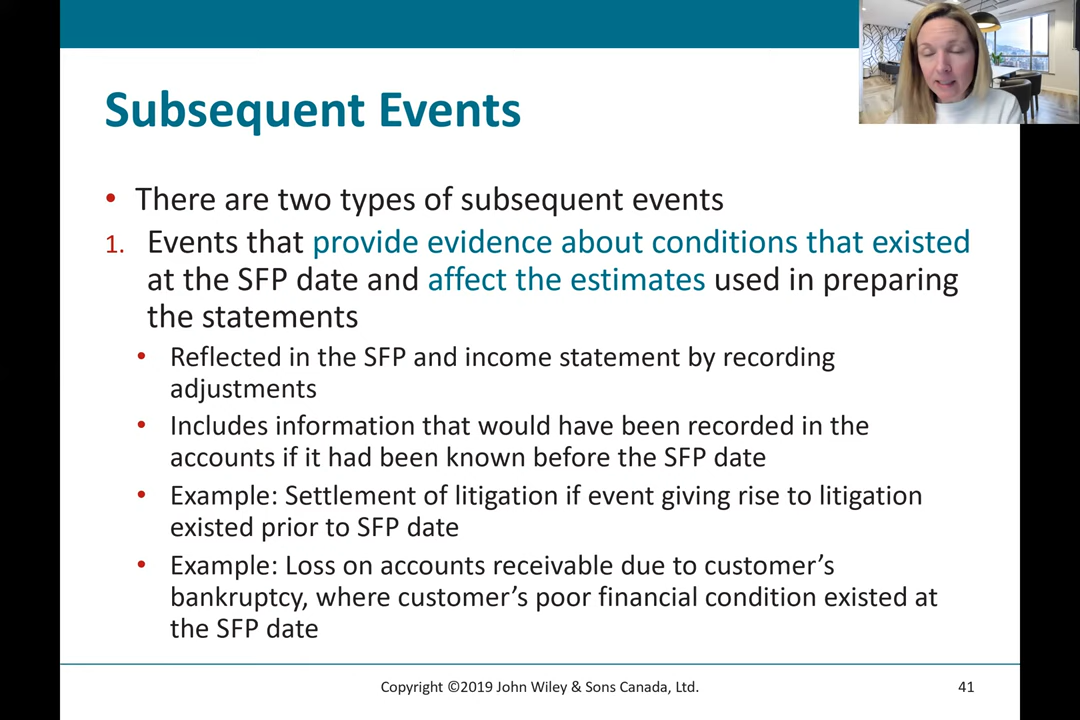 Subsequent Events
• There are two types of subsequent events
1. Events that provide evidence about conditions that existed
at the SFP date and affect the estimates used in preparing
the statements
• Reflected in the SFP and income statement by recording
adjustments
• Includes information that would have been recorded in the
accounts if it had been known before the SFP date
• Example: Settlement of litigation if event giving rise to litigation
existed prior to SFP date
• Example: Loss on accounts receivable due to customer’s
bankruptcy, where customer’s poor financial condition existed at
the SFP date
Copyright ©2019 John Wiley & Sons Canada, Ltd.
41